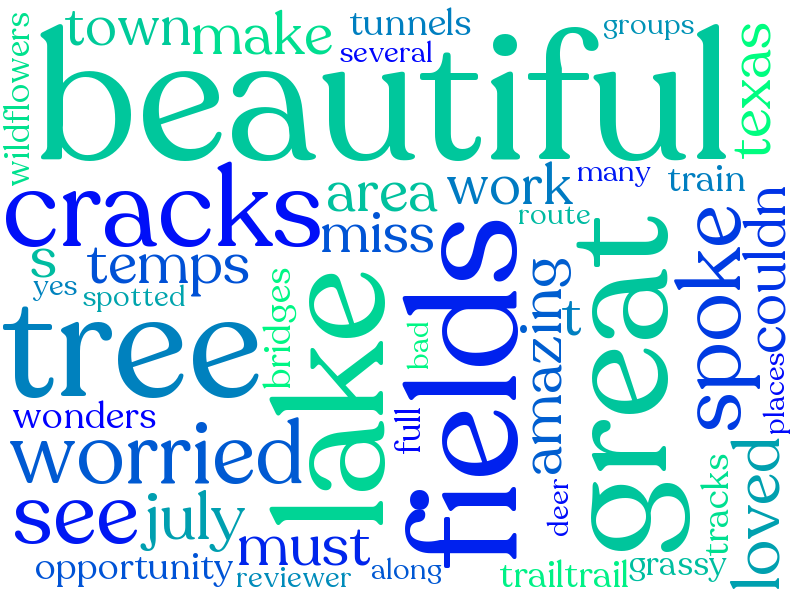 town
make
tunnels
several
groups
wildflowers
beautiful
texas
cracks
area
work
many
train
miss
route
s
temps
yes
spotted
tree
bridges
lake
fields
bad
full
amazing
t
great
spoke
couldn
places
wonders
worried
see
july
must
deer
loved
tracks
opportunity
reviewer
along
trailtrail
grassy